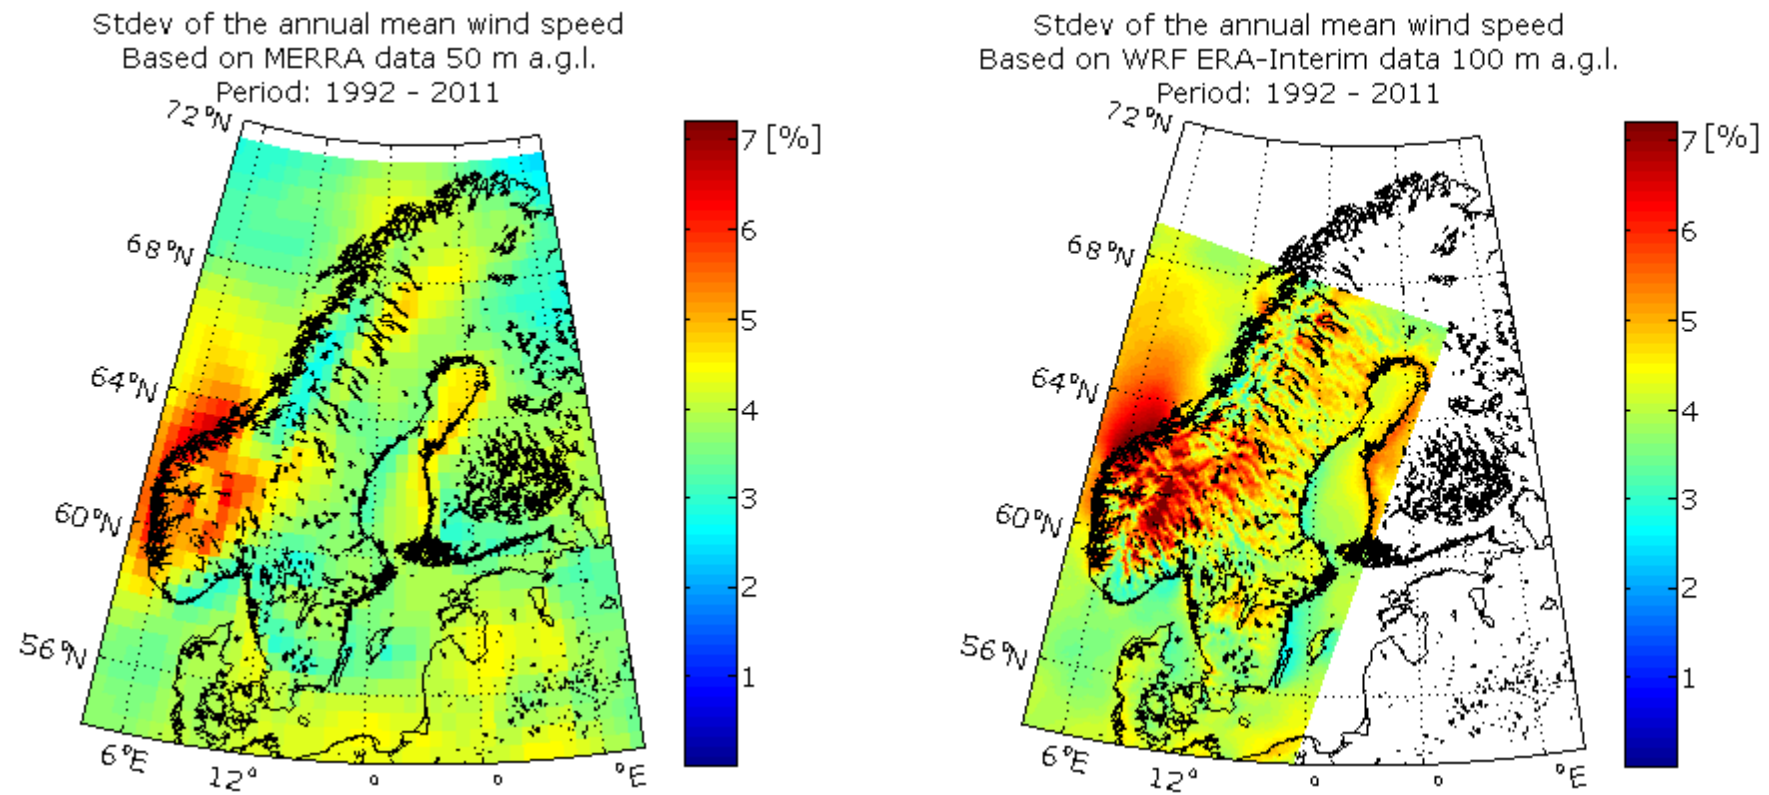 Stdev of the annual mean wind speed
Based on MERRA data 50 m a.g.l.
Period: 1992 - 2011
72°N
68°N
64°N
60°N
56°N
6°E
12°
°
°
°E
7 [%]
6
5
4
3
2
1
Stdev of the annual mean wind speed
Based on WRF ERA-Interim data 100 m a.g.l.
Period: 1992 - 2011
72°N
68°N
64°N
60°N
56°N
6°E
12°
°
°
°E
7 [%]
6
5
4
3
2
1